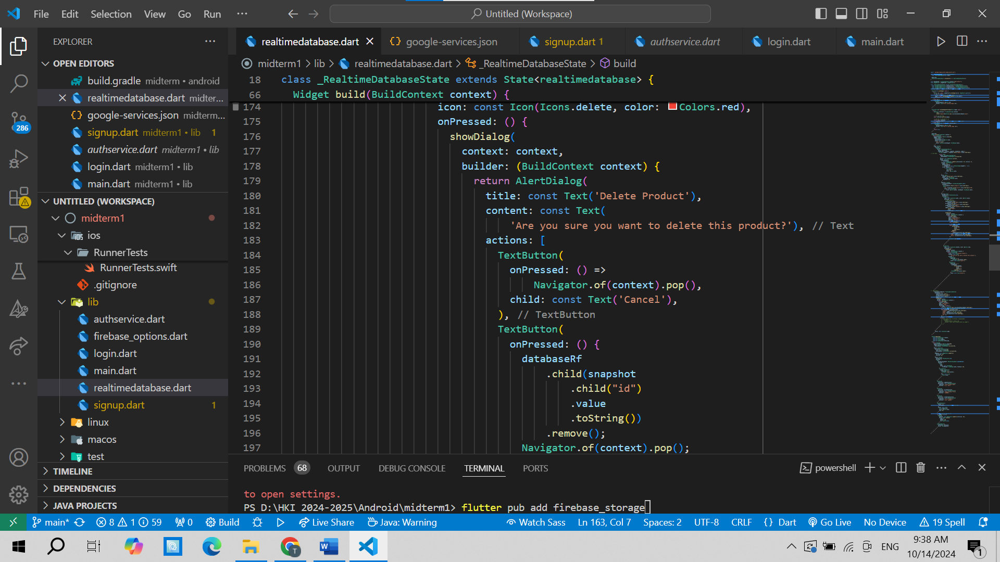 File Edit Selection View Go Run ···
Untitled (Workspace)
EXPLORER
OPEN EDITORS
build.gradle midterm • android
realtimedatabase.dart midter...
google-services.json midterm...
signup.dart midterm1 • lib 1
authservice.dart midterm1 • lib
login.dart midterm1 • lib
main.dart midterm1 • lib
UNTITLED (WORKSPACE)
midterm1
ios
RunnerTests
RunnerTests.swift
.gitignore
lib
authservice.dart
firebase_options.dart
login.dart
main.dart
realtimedatabase.dart
signup.dart 1
linux
macos
test
TIMELINE
DEPENDENCIES
JAVA PROJECTS
286
realtimedatabase.dart google-services.json signup.dart 1 authservice.dart login.dart main.dart
midterm1 > lib > realtimedatabase.dart > _RealtimeDatabaseState > build
18 class _RealtimeDatabaseState extends State<realtimedatabase> {
66 Widget build(BuildContext context) {
174 icon: const Icon(Icons.delete, color: Colors.red),
175 onPressed: () {
176 showDialog(
177 context: context,
178 builder: (BuildContext context) {
179 return AlertDialog(
180 title: const Text('Delete Product'),
181 content: const Text(
182 'Are you sure you want to delete this product?'), // Text
183 actions: [
184 TextButton(
185 onPressed: () =>
186 Navigator.of(context).pop(),
187 child: const Text('Cancel'),
188 ), // TextButton
189 TextButton(
190 onPressed: () {
191 databaseRf
192 .child(snapshot
193 .child("id")
194 .value
195 .toString())
196 .remove();
197 Navigator.of(context).pop();
PROBLEMS 68 OUTPUT DEBUG CONSOLE TERMINAL PORTS
powershell
to open settings.
PS D:\HKI 2024-2025\Android\midterm1> flutter pub add firebase_storage
main* 8 1 59 0 Build Live Share Java: Warning
Watch Sass Ln 163, Col 7 Spaces: 2 UTF-8 CRLF {} Dart Go Live No Device 19 Spell
T
ENG
9:38 AM
10/14/2024
1